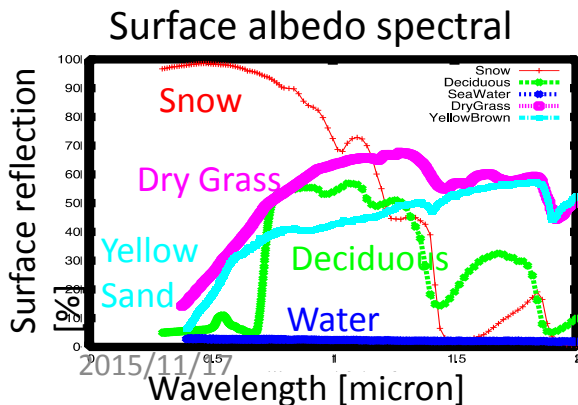 Surface albedo spectral
Surface reflection
[%]
100
90
80
70
60
50
40
30
20
10
0
Snow
Deciduous
SeaWater
DryGrass
YellowBrown
Snow
Dry Grass
Yellow
Sand
Deciduous
Water
0
0.5
1
1.5
2
2015/11/17
Wavelength [micron]